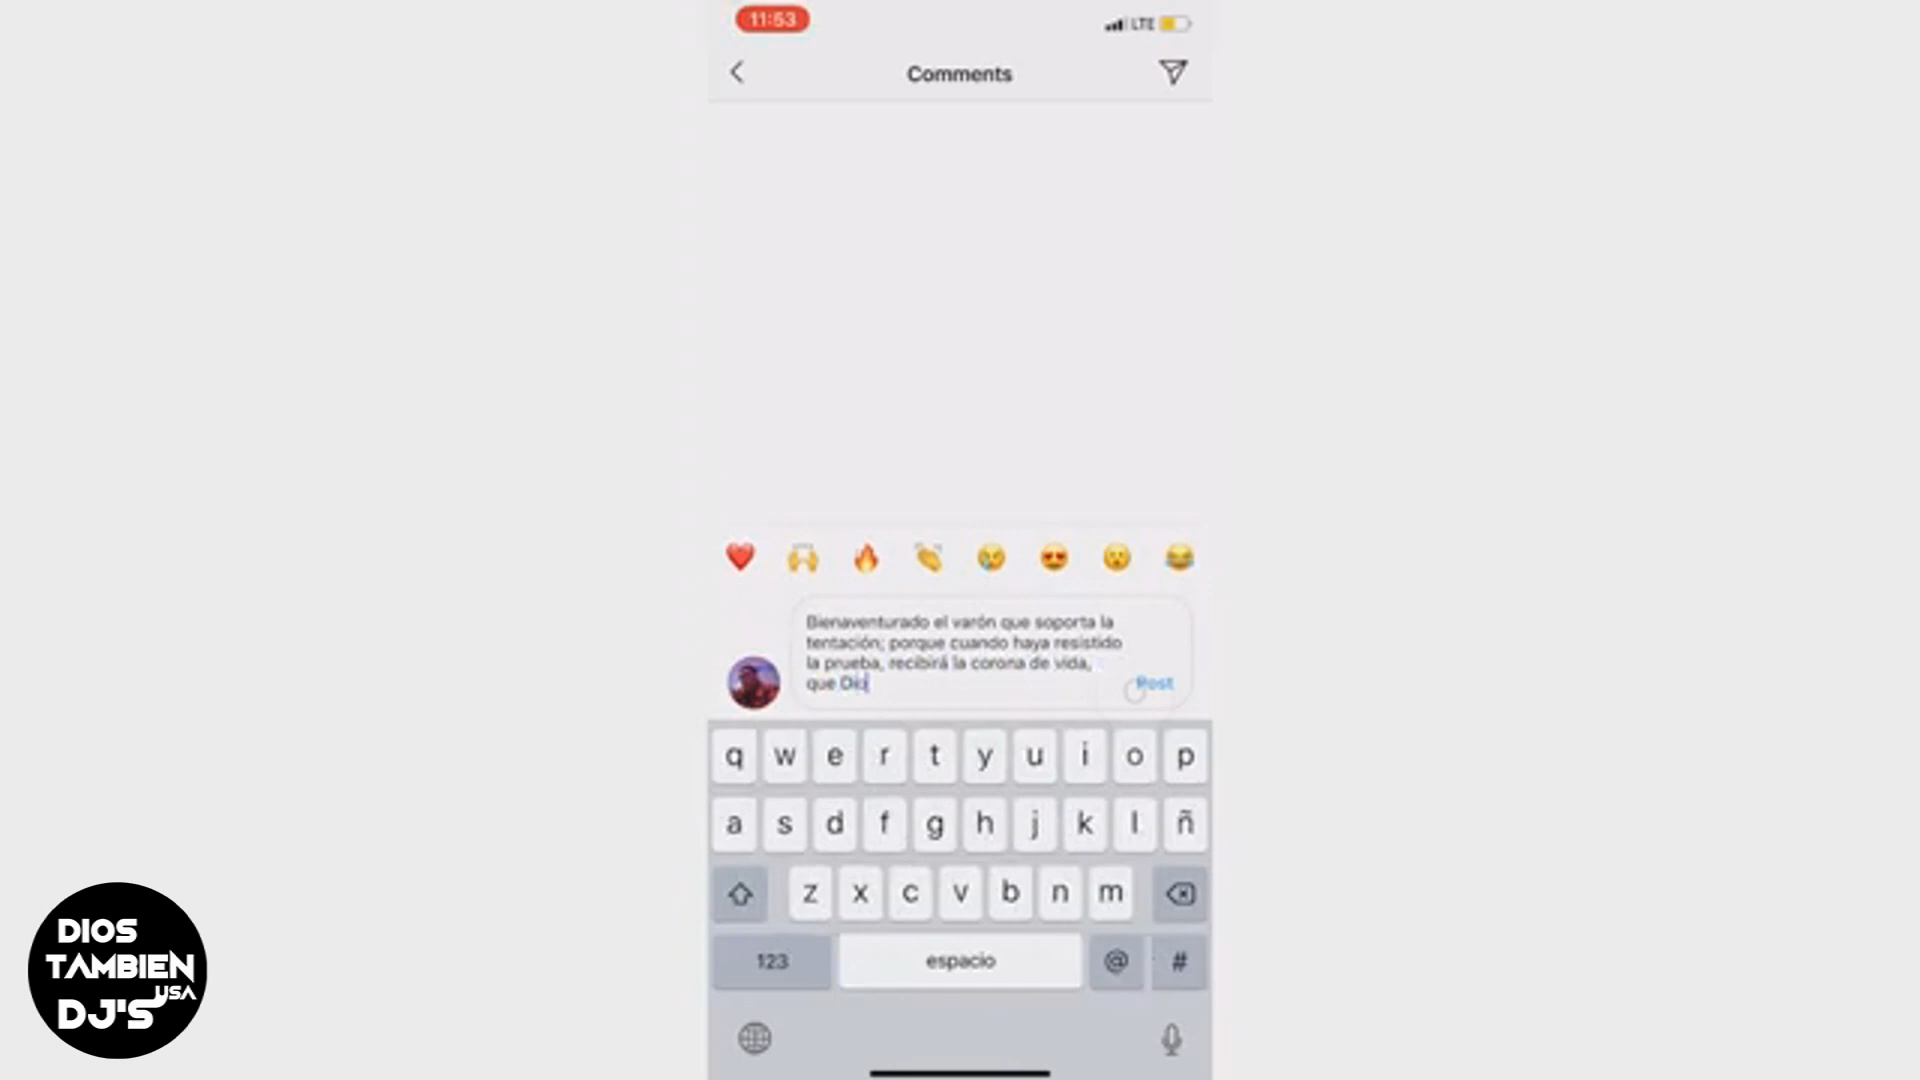 11:53
LTE
Comments
Bienaventurado el varón que soporta la
tentación; porque cuando haya resistido
la prueba, recibirá la corona de vida,
que Dio
Post
q w e r t y u i o p
a s d f g h j k l ñ
z x c v b n m
123 espacio @ #
DIOS
TAMBIEN
USA
DJ'S